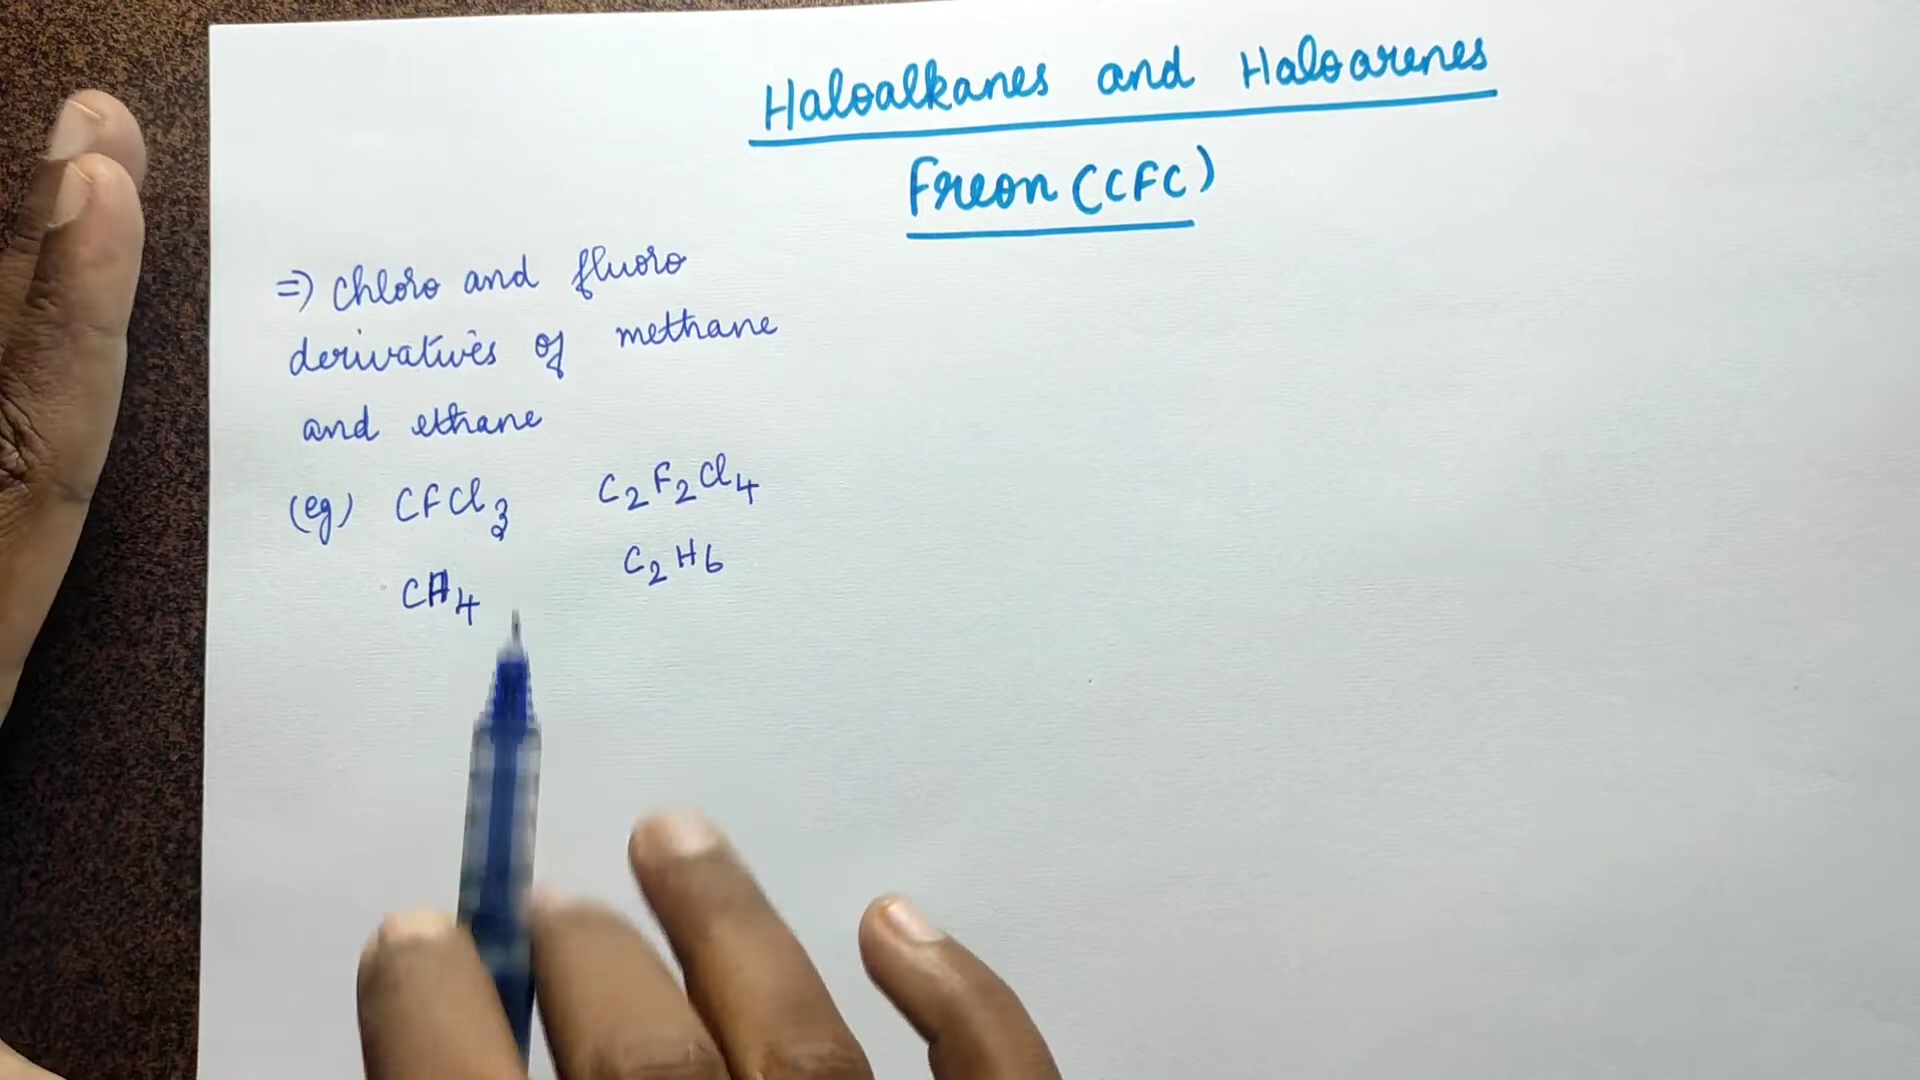 Haloalkanes and Haloarenes
Freon (CFC)
=) chloro and fluoro
derivatives of methane
and ethane
(eg) CFCl3 C2F2Cl4
CH4 C2H6